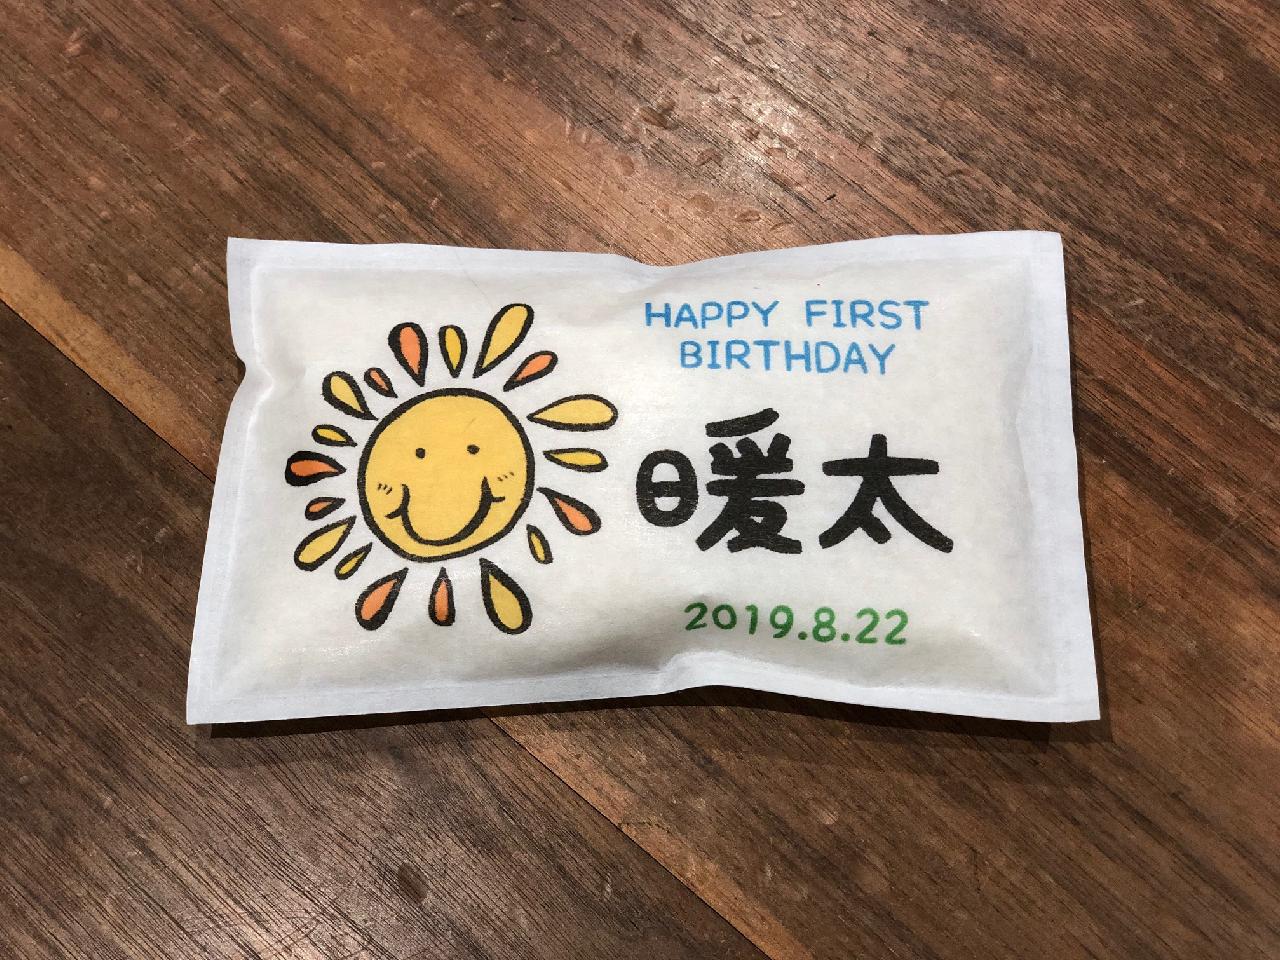 HAPPY FIRST
BIRTHDAY
暖太
2019.8.22